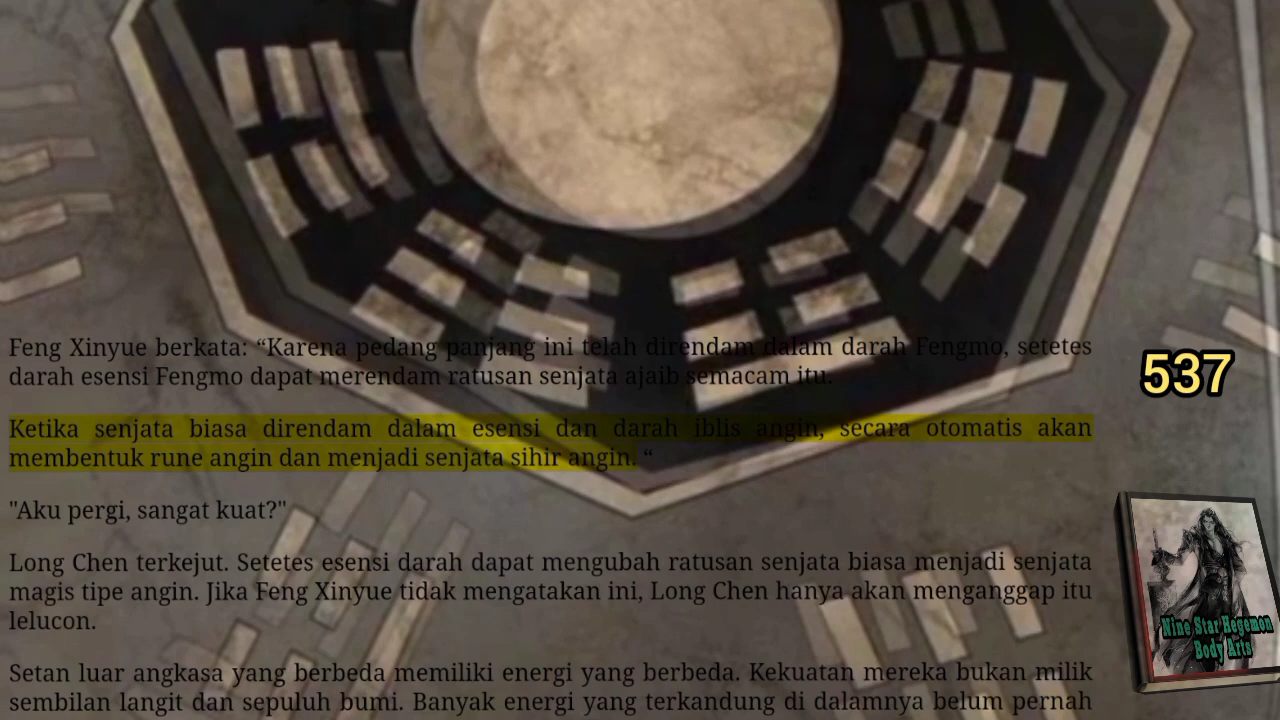 Feng Xinyue berkata: “Karena pedang panjang ini telah direndam dalam darah Fengmo, setetes
darah esensi Fengmo dapat merendam ratusan senjata ajaib semacam itu.
Ketika senjata biasa direndam dalam esensi dan darah iblis angin, secara otomatis akan
membentuk rune angin dan menjadi senjata sihir angin. “
"Aku pergi, sangat kuat?"
Long Chen terkejut. Setetes esensi darah dapat mengubah ratusan senjata biasa menjadi senjata
magis tipe angin. Jika Feng Xinyue tidak mengatakan ini, Long Chen hanya akan menganggap itu
lelucon.
Setan luar angkasa yang berbeda memiliki energi yang berbeda. Kekuatan mereka bukan milik
sembilan langit dan sepuluh bumi. Banyak energi yang terkandung di dalamnya belum pernah
537
Nine Star Hegemon
Body Arts